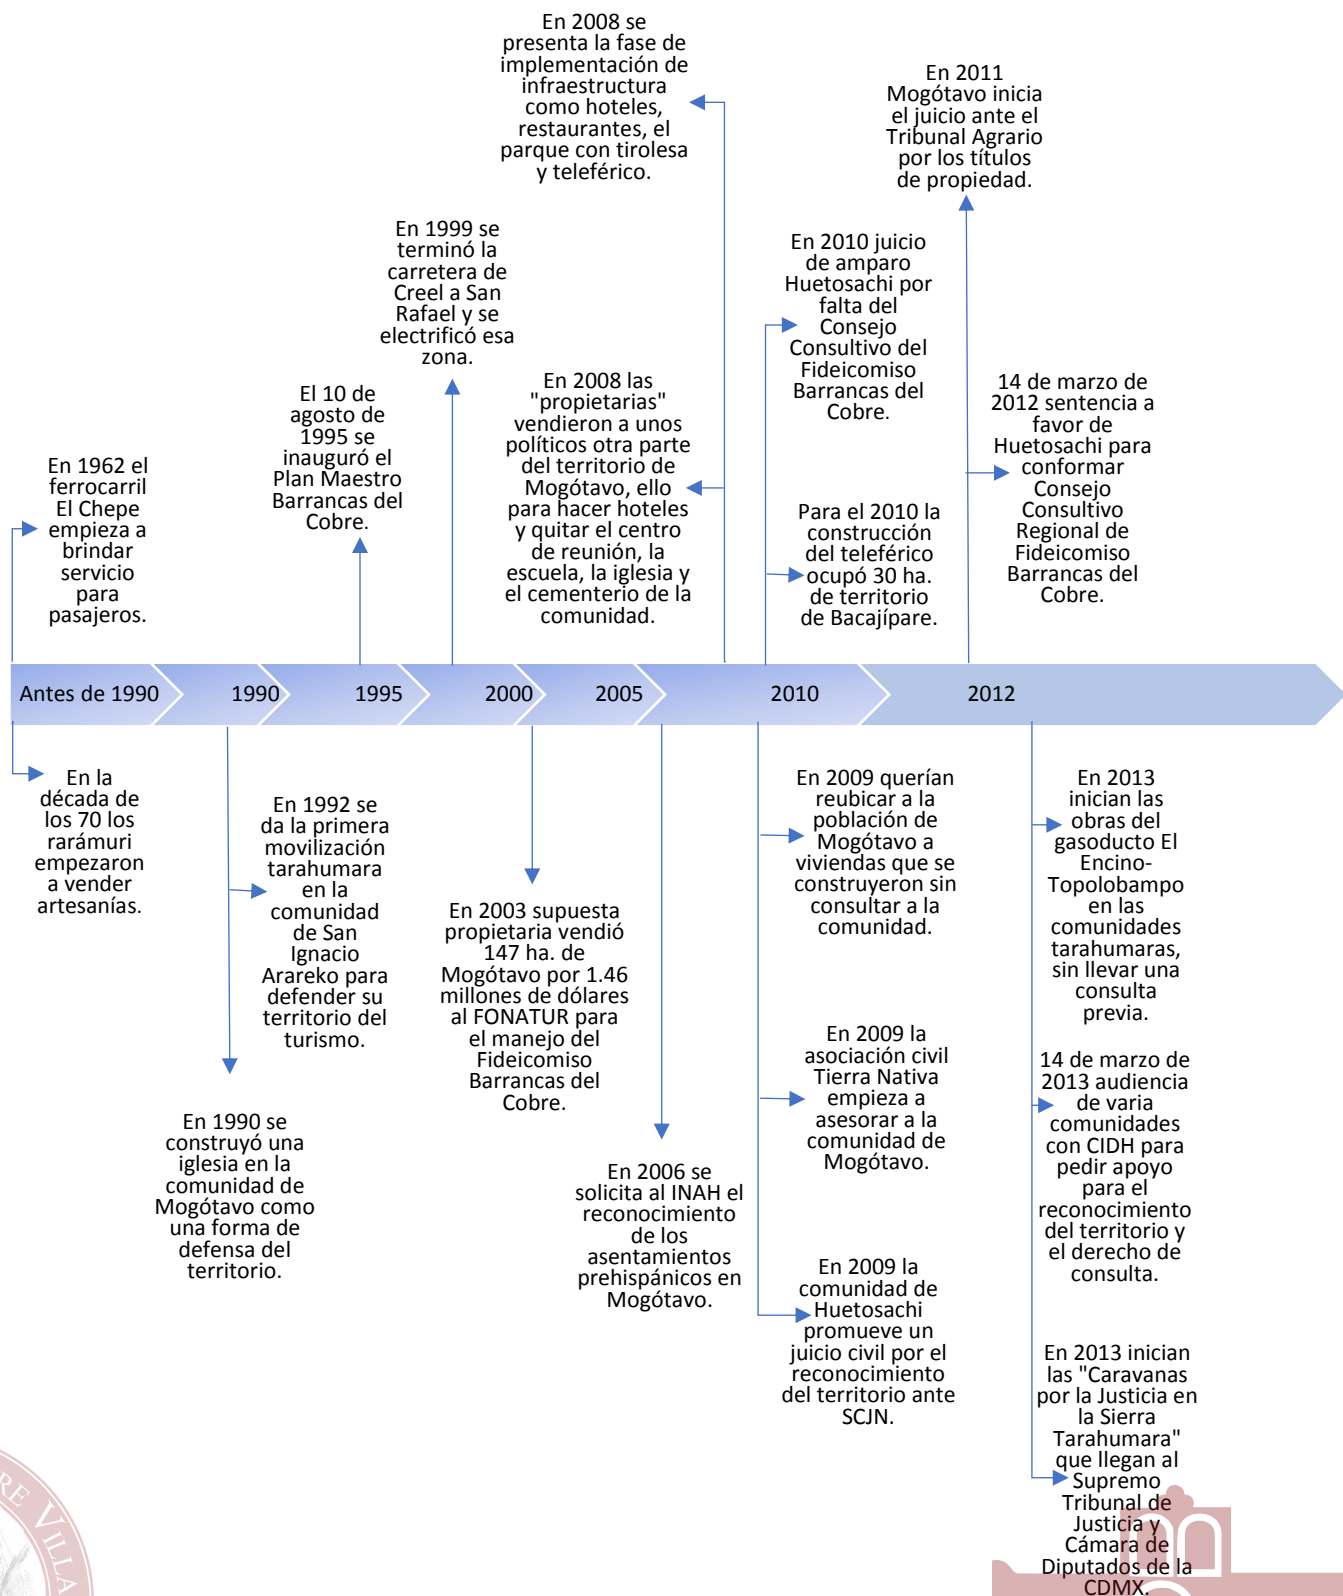 En 2008 se
presenta la fase de
implementación de
infraestructura
como hoteles,
restaurantes, el
parque con tirolesa
y teleférico.
En 2011
Mogótavo inicia
el juicio ante el
Tribunal Agrario
por los títulos
de propiedad.
En 1999 se
terminó la
carretera de
Creel a San
Rafael y se
electrificó esa
zona.
En 2010 juicio
de amparo
Huetosachi por
falta del
Consejo
Consultivo del
Fideicomiso
Barrancas del
Cobre.
El 10 de
agosto de
1995 se
inauguró el
Plan Maestro
Barrancas del
Cobre.
En 2008 las
"propietarias"
vendieron a unos
políticos otra parte
del territorio de
Mogótavo, ello
para hacer hoteles
y quitar el centro
de reunión, la
escuela, la iglesia y
el cementerio de la
comunidad.
14 de marzo de
2012 sentencia a
favor de
Huetosachi para
conformar
Consejo
Consultivo
Regional de
Fideicomiso
Barrancas del
Cobre.
En 1962 el
ferrocarril
El Chepe
empieza a
brindar
servicio
para
pasajeros.
Para el 2010 la
construcción
del teleférico
ocupó 30 ha.
de territorio
de Bacajípare.
Antes de 1990 1990 1995 2000 2005 2010 2012
En la
década de
los 70 los
rarámuri
empezaron
a vender
artesanías.
En 1992 se
da la primera
movilización
tarahumara
en la
comunidad
de San
Ignacio
Arareko para
defender su
territorio del
turismo.
En 1990 se
construyó una
iglesia en la
comunidad de
Mogótavo como
una forma de
defensa del
territorio.
En 2003 supuesta
propietaria vendió
147 ha. de
Mogótavo por 1.46
millones de dólares
al FONATUR para
el manejo del
Fideicomiso
Barrancas del
Cobre.
En 2006 se
solicita al INAH el
reconocimiento
de los
asentamientos
prehispánicos en
Mogótavo.
En 2009 querían
reubicar a la
población de
Mogótavo a
viviendas que se
construyeron sin
consultar a la
comunidad.
En 2009 la
asociación civil
Tierra Nativa
empieza a
asesorar a la
comunidad de
Mogótavo.
En 2009 la
comunidad de
Huetosachi
promueve un
juicio civil por el
reconocimiento
del territorio ante
SCJN.
En 2013
inician las
obras del
gasoducto El
Encino-
Topolobampo
en las
comunidades
tarahumaras,
sin llevar una
consulta
previa.
14 de marzo de
2013 audiencia
de varia
comunidades
con CIDH para
pedir apoyo
para el
reconocimiento
del territorio y
el derecho de
consulta.
En 2013 inician
las "Caravanas
por la Justicia en
la Sierra
Tarahumara"
que llegan al
Supremo
Tribunal de
Justicia y
Cámara de
Diputados de la
CDMX.